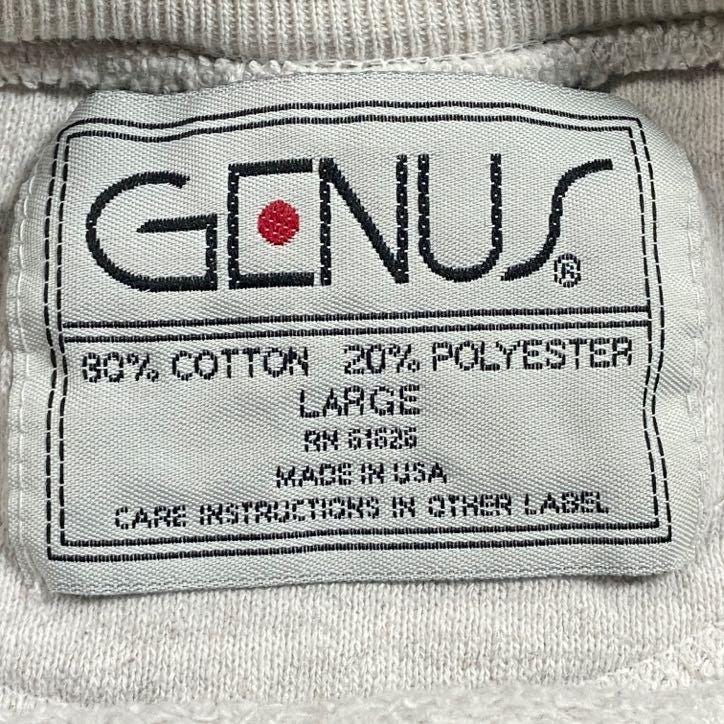 GENUS®
80% COTTON 20% POLYESTER
LARGE
RN 61626
MADE IN USA
CARE INSTRUCTIONS IN OTHER LABEL